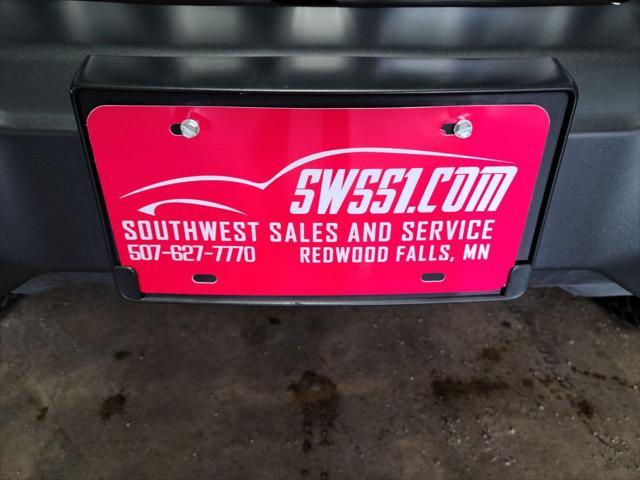 SWSS1.COM
SOUTHWEST SALES AND SERVICE
507-627-7770 REDWOOD FALLS, MN